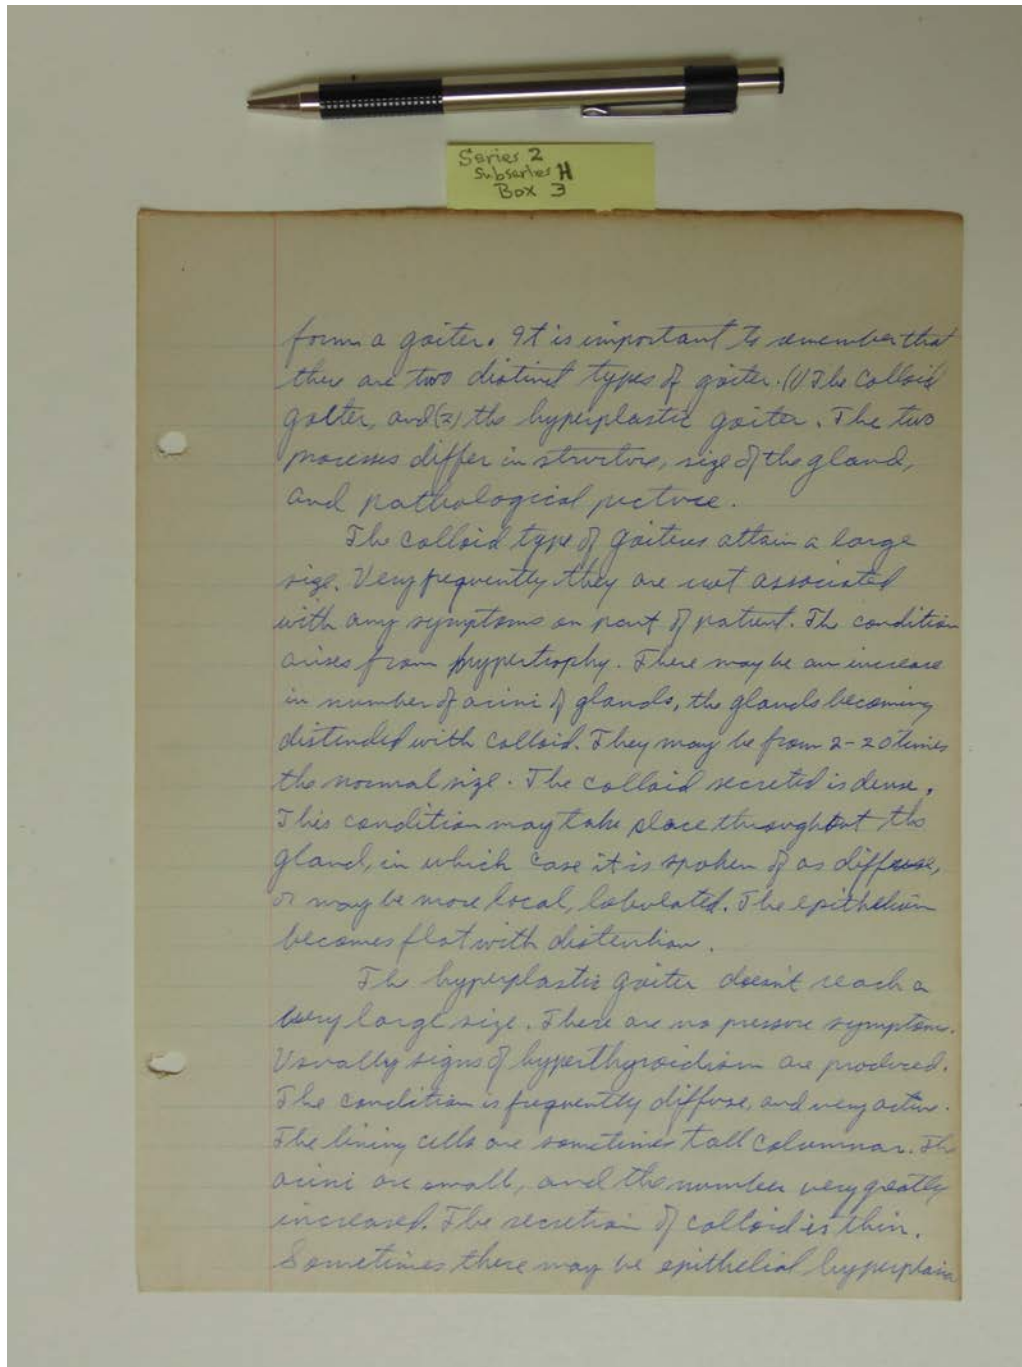 Series 2
Subseries H
Box 3
form a goiter. It is important to remember that
there are two distinct types of goiter. (1) The Colloid
goiter, and (2) the hyperplastic goiter. The two
processes differ in structure, size of the gland,
and pathological picture.
The colloid type of goiters attain a large
size. Very frequently they are not associated
with any symptoms on part of patient. The condition
arises from hypertrophy. There may be an increase
in number of acini of glands, the glands becoming
distended with colloid. They may be from 2-20 times
the normal size. The colloid secreted is dense.
This condition may take place throughout the
gland, in which case it is spoken of as diffuse,
or may be more local, lobulated. The epithelium
becomes flat with distention.
The hyperplastic goiter doesn't reach a
very large size. There are no pressure symptoms.
Usually signs of hyperthyroidism are produced.
The condition is frequently diffuse, and very active.
The lining cells are sometimes tall columnar. The
acini are small, and the number very greatly
increased. The secretion of colloid is thin.
Sometimes there may be epithelial hyperplasia